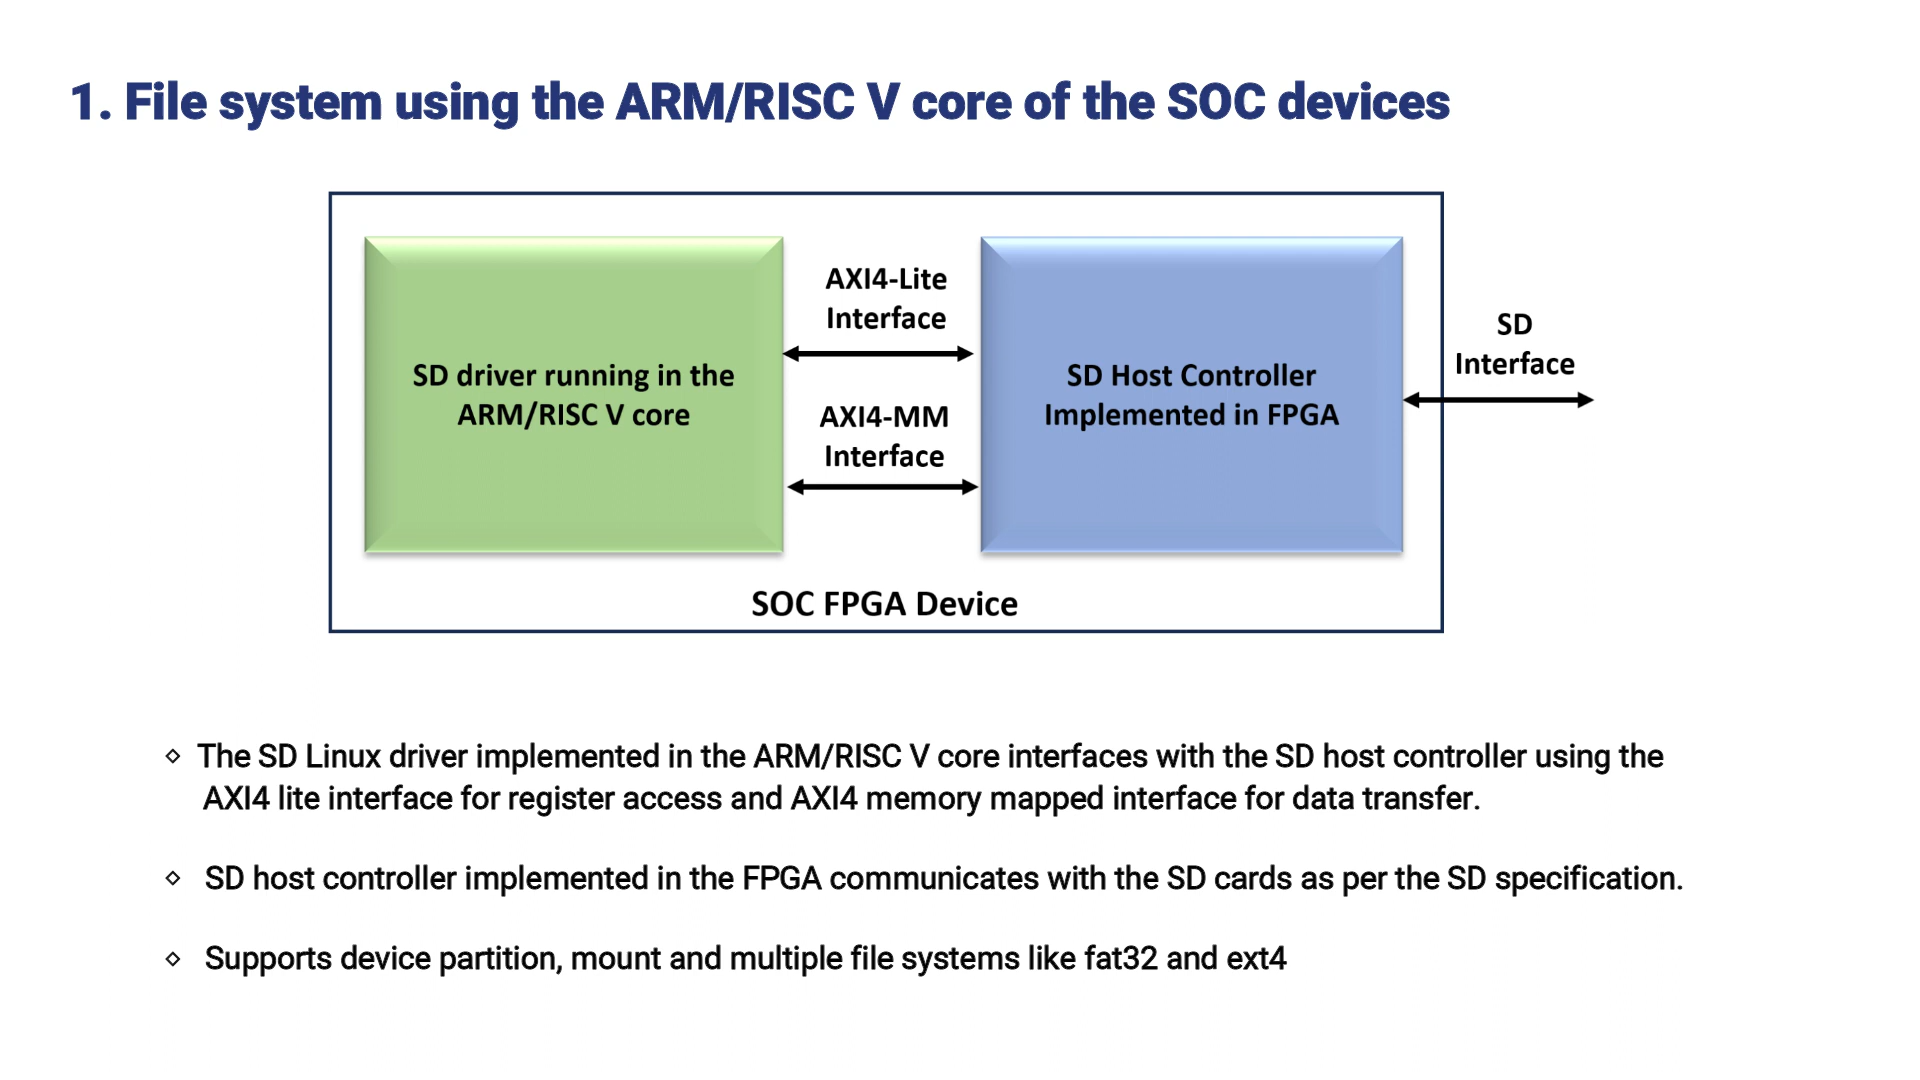 1. File system using the ARM/RISC V core of the SOC devices
AXI4-Lite
Interface
SD driver running in the
ARM/RISC V core
AXI4-MM
Interface
SD Host Controller
Implemented in FPGA
SD
Interface
SOC FPGA Device
⋄ The SD Linux driver implemented in the ARM/RISC V core interfaces with the SD host controller using the
AXI4 lite interface for register access and AXI4 memory mapped interface for data transfer.
⋄ SD host controller implemented in the FPGA communicates with the SD cards as per the SD specification.
⋄ Supports device partition, mount and multiple file systems like fat32 and ext4